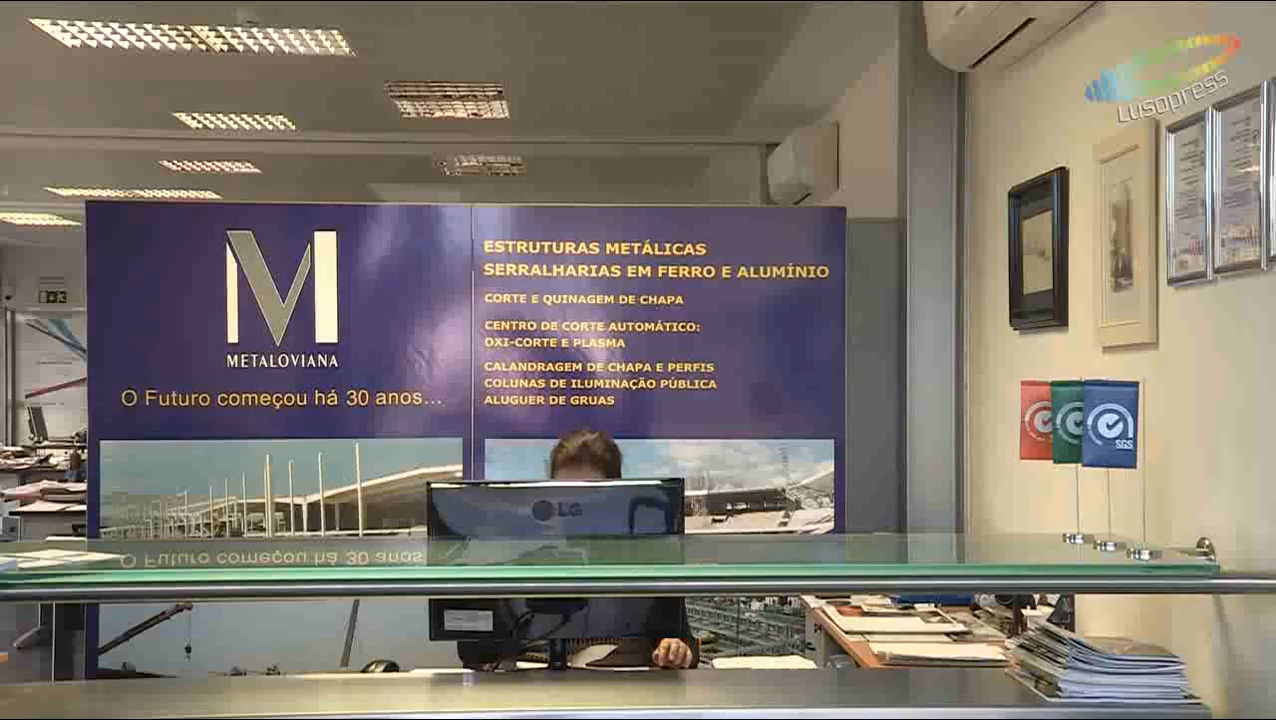 Lusopress
METALOVIANA
O Futuro começou há 30 anos...
ESTRUTURAS METÁLICAS
SERRALHARIAS EM FERRO E ALUMÍNIO
CORTE E QUINAGEM DE CHAPA
CENTRO DE CORTE AUTOMÁTICO:
OXI-CORTE E PLASMA
CALANDRAGEM DE CHAPA E PERFIS
COLUNAS DE ILUMINAÇÃO PÚBLICA
ALUGUER DE GRUAS
SGS
LG